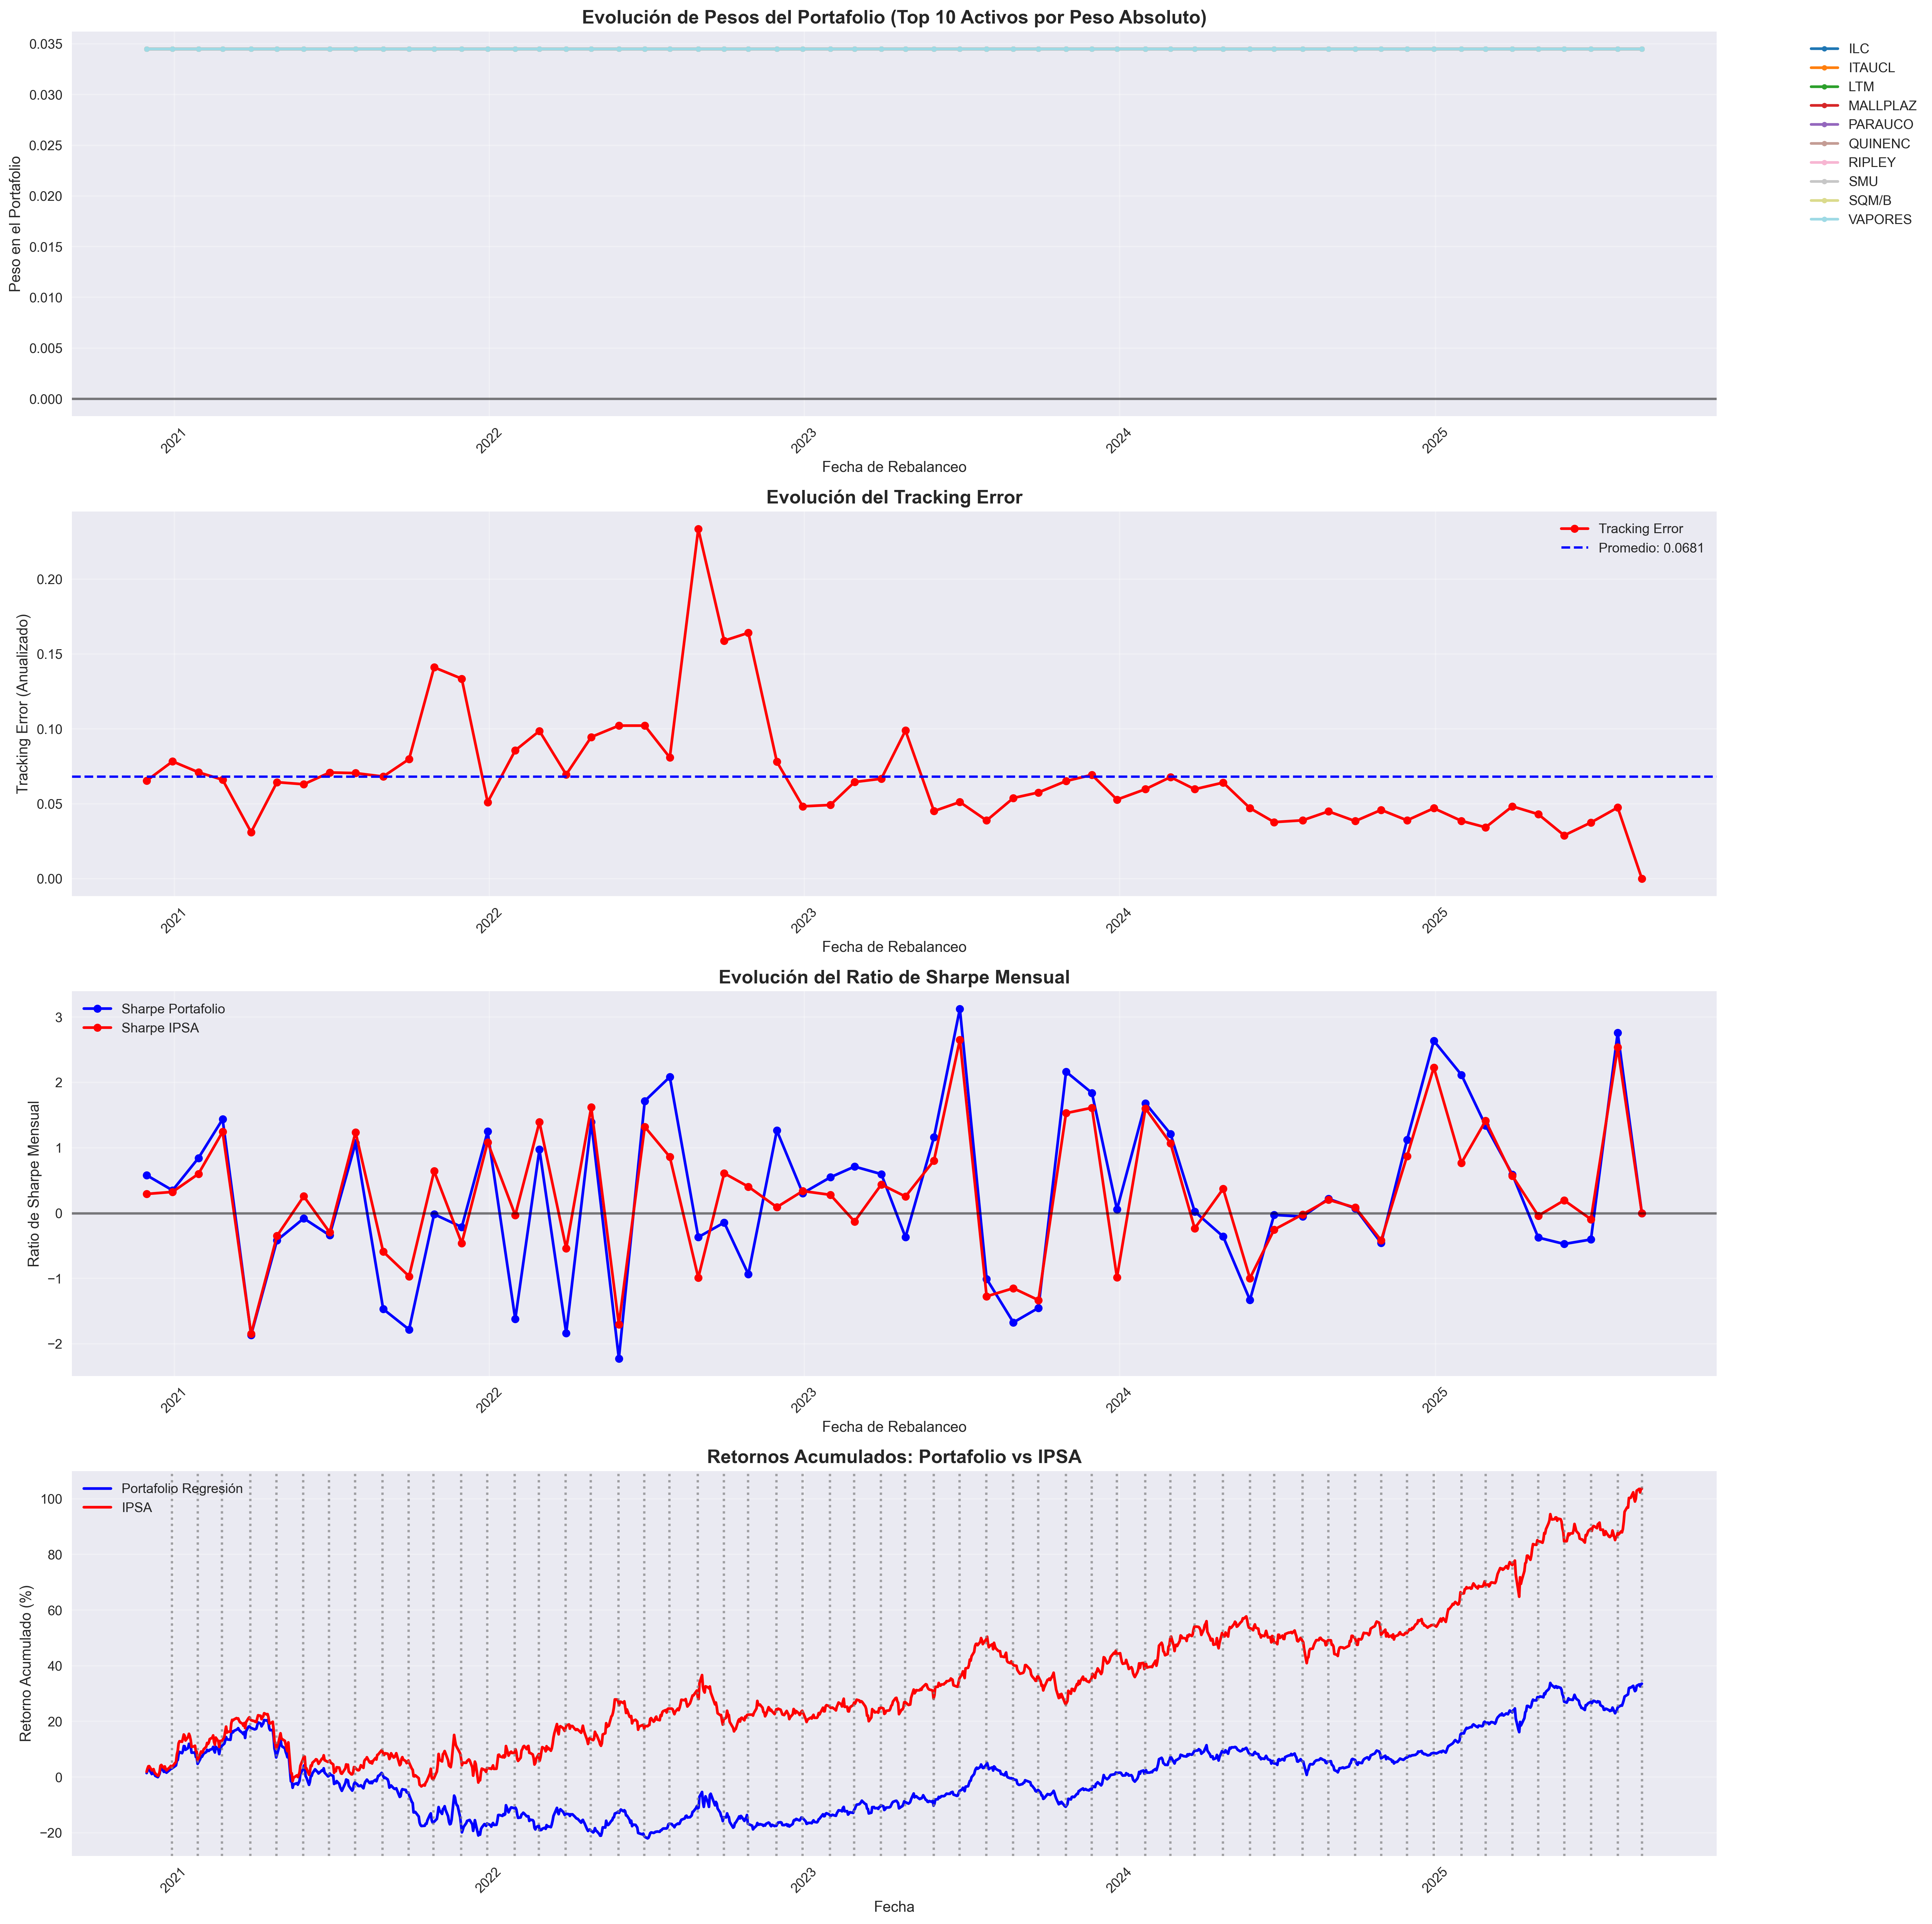 Evolución de Pesos del Portafolio (Top 10 Activos por Peso Absoluto)
Peso en el Portafolio
0.035
0.030
0.025
0.020
0.015
0.010
0.005
0.000
2021
2022
2023
2024
2025
Fecha de Rebalanceo
ILC
ITAUCL
LTM
MALLPLAZ
PARAUCO
QUINENC
RIPLEY
SMU
SQM/B
VAPORES
Evolución del Tracking Error
Tracking Error (Anualizado)
0.20
0.15
0.10
0.05
0.00
Tracking Error
Promedio: 0.0681
2021
2022
2023
2024
2025
Fecha de Rebalanceo
Evolución del Ratio de Sharpe Mensual
Ratio de Sharpe Mensual
3
2
1
0
−1
−2
Sharpe Portafolio
Sharpe IPSA
2021
2022
2023
2024
2025
Fecha de Rebalanceo
Retornos Acumulados: Portafolio vs IPSA
Retorno Acumulado (%)
100
80
60
40
20
0
−20
Portafolio Regresión
IPSA
2021
2022
2023
2024
2025
Fecha